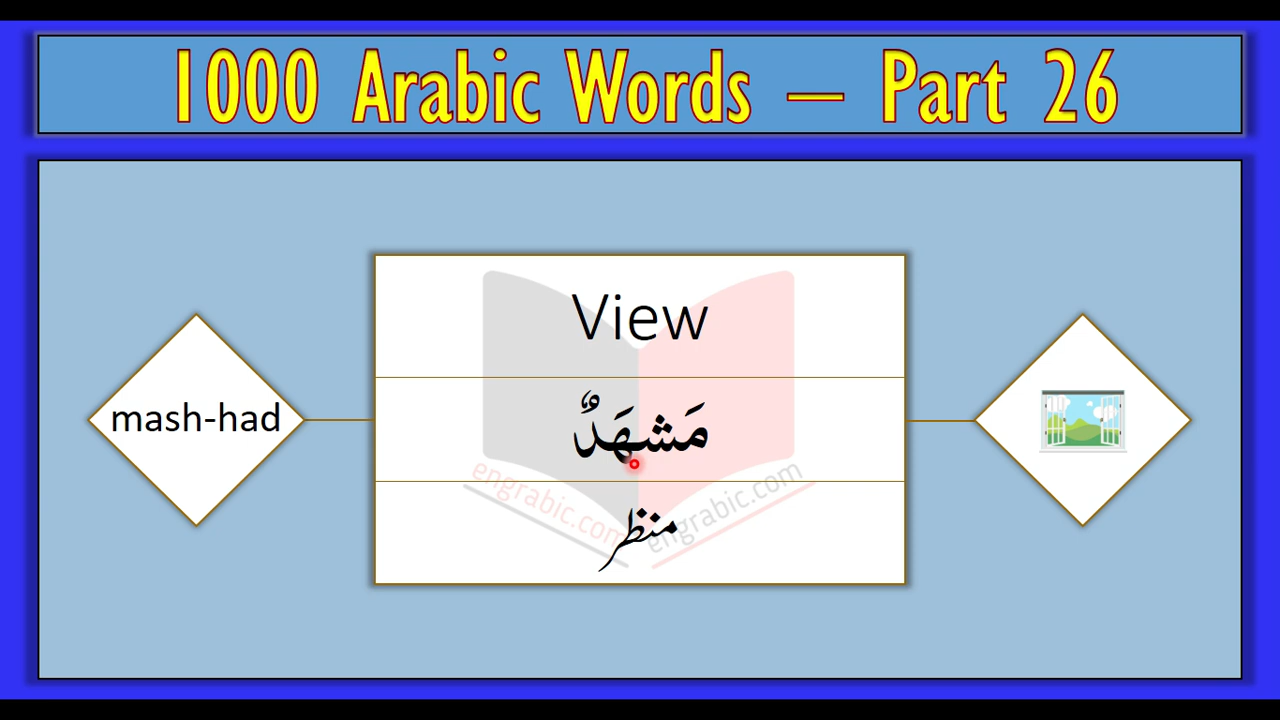 1000 Arabic Words – Part 26
View
mash-had
مَشهَدٌ
منظر
engrabic.com
engrabic.com